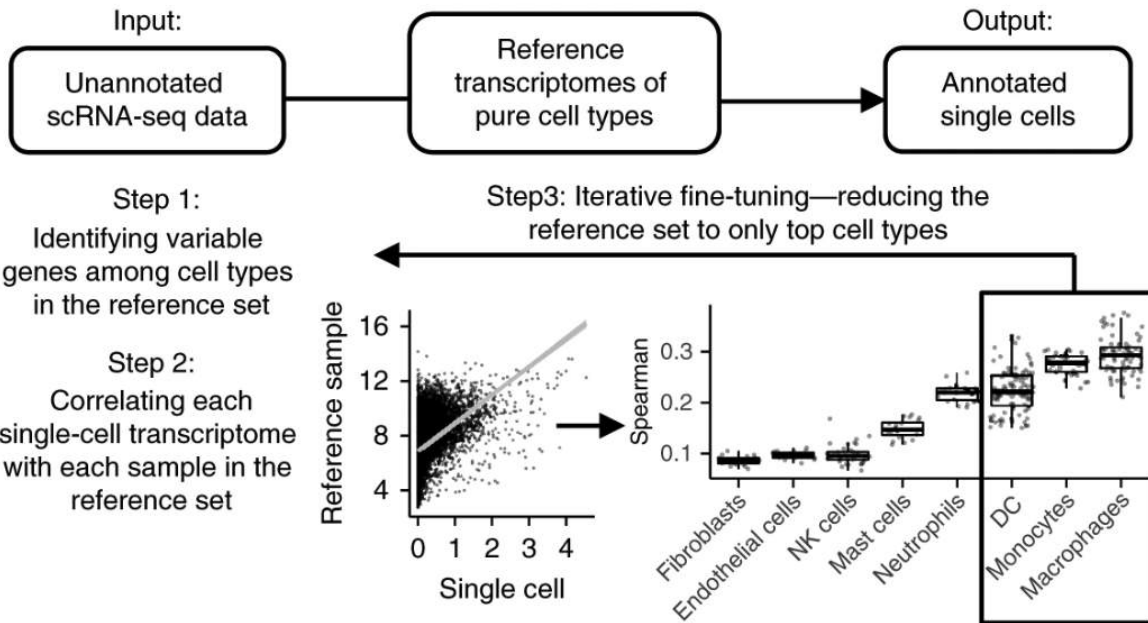 Input:
Unannotated
scRNA-seq data
Reference
transcriptomes of
pure cell types
Output:
Annotated
single cells
Step 1:
Identifying variable
genes among cell types
in the reference set
Step 2:
Correlating each
single-cell transcriptome
with each sample in the
reference set
Step3: Iterative fine-tuning—reducing the
reference set to only top cell types
Reference sample
16
12
8
4
0 1 2 3 4
Single cell
Spearman
0.3
0.2
0.1
Fibroblasts
Endothelial cells
NK cells
Mast cells
Neutrophils
DC
Monocytes
Macrophages